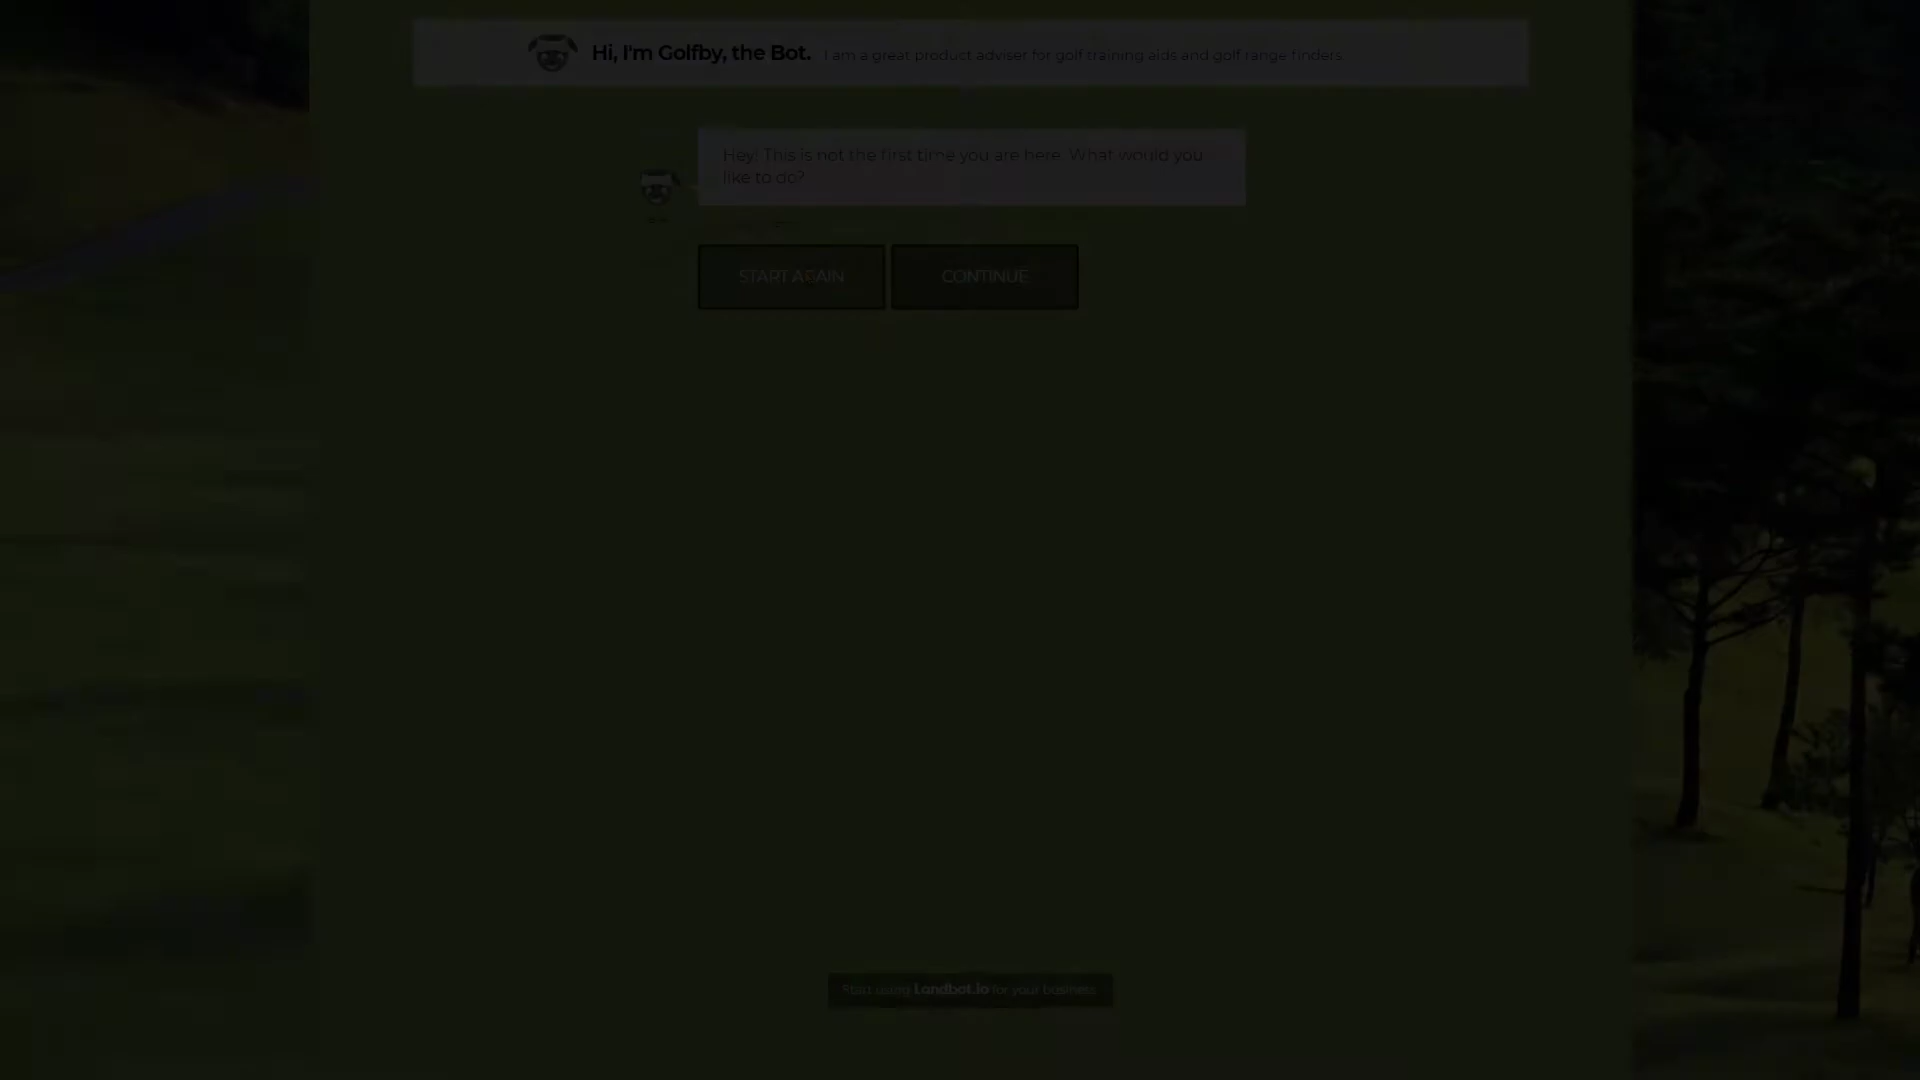 Hi, I'm Golfby, the Bot. I am a great product adviser for golf training aids and golf range finders.
Hey! This is not the first time you are here. What would you
like to do?
START AGAIN CONTINUE
Start using Landbot.io for your business